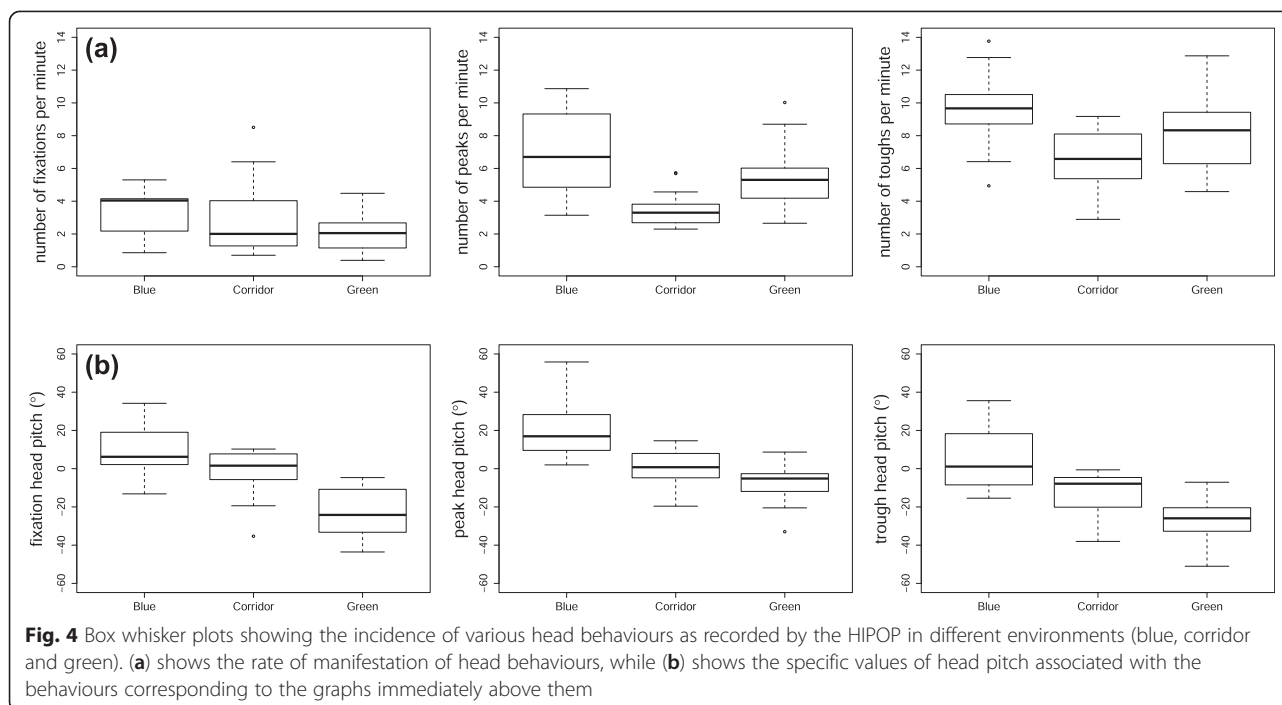 (a)
number of fixations per minute
0 2 4 6 8 10 12 14
Blue Corridor Green
number of peaks per minute
0 2 4 6 8 10 12 14
Blue Corridor Green
number of toughs per minute
0 2 4 6 8 10 12 14
Blue Corridor Green
(b)
fixation head pitch (°)
−60 −40 −20 0 20 40 60
Blue Corridor Green
peak head pitch (°)
−60 −40 −20 0 20 40 60
Blue Corridor Green
trough head pitch (°)
−60 −40 −20 0 20 40 60
Blue Corridor Green
Fig. 4 Box whisker plots showing the incidence of various head behaviours as recorded by the HIPOP in different environments (blue, corridor
and green). (a) shows the rate of manifestation of head behaviours, while (b) shows the specific values of head pitch associated with the
behaviours corresponding to the graphs immediately above them